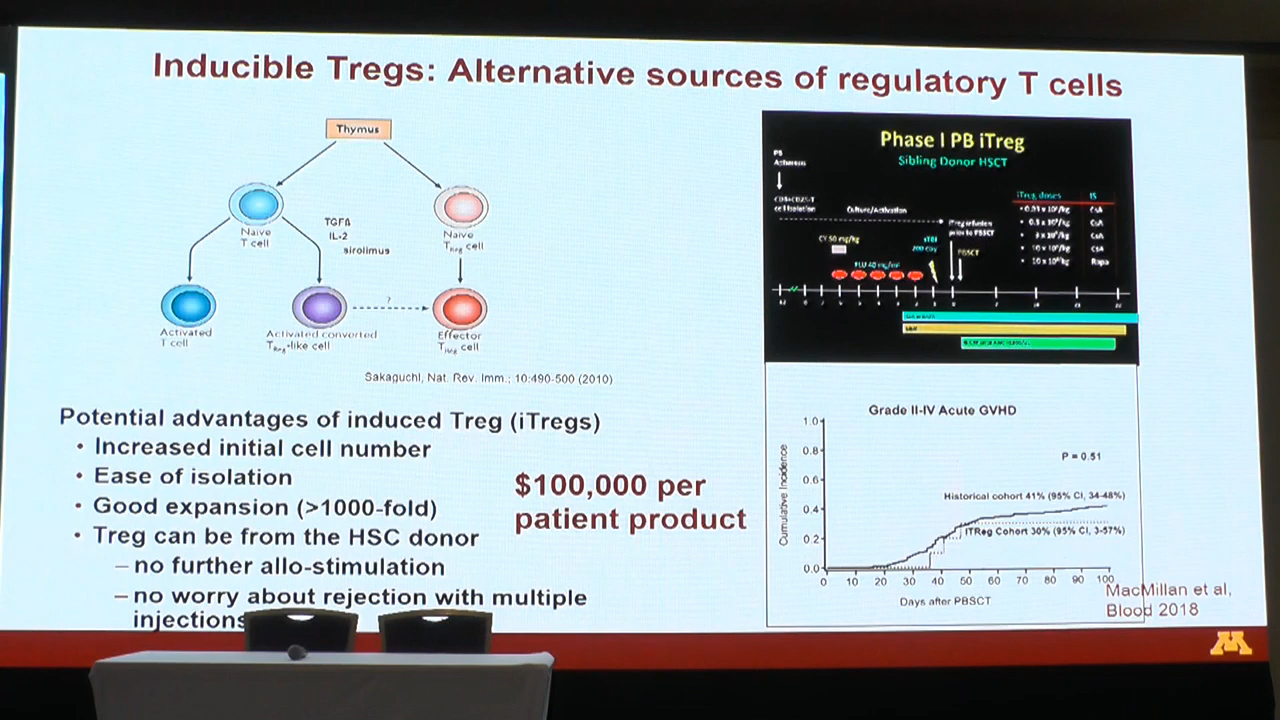 Inducible Tregs: Alternative sources of regulatory T cells
Thymus
Naive
T cell
TGFß
IL-2
sirolimus
Naive
TReg cell
?
Activated
T cell
Activated converted
TReg-like cell
Effector
TReg cell
Sakaguchi, Nat. Rev. Imm.; 10:490-500 (2010)
Potential advantages of induced Treg (iTregs)
• Increased initial cell number
• Ease of isolation
• Good expansion (>1000-fold)
• Treg can be from the HSC donor
– no further allo-stimulation
– no worry about rejection with multiple
injections
$100,000 per
patient product
Phase I PB iTreg
Sibling Donor HSCT
Culture/Activation
iTreg doses
CY 50 mg/kg
PBSCT
Rapa
Grade II-IV Acute GVHD
Cumulative Incidence
1.0
0.8
0.6
0.4
0.2
0.0
P = 0.51
Historical cohort 41% (95% CI, 34-48%)
iTReg Cohort 30% (95% CI, 3-57%)
0 10 20 30 40 50 60 70 80 90 100
Days after PBSCT
MacMillan et al,
Blood 2018
M